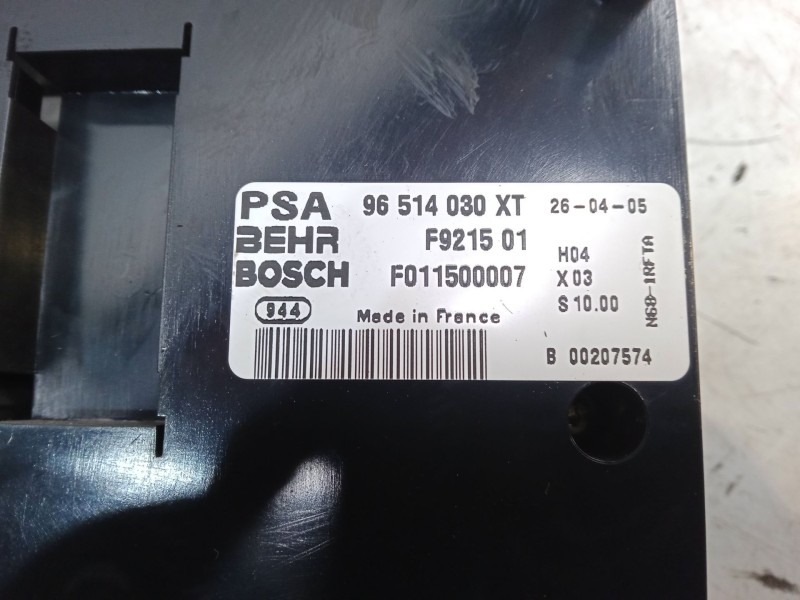 PSA 96 514 030 XT 26-04-05
BEHR F9215 01
BOSCH F011500007
H04
X03
S 10.00
944
Made in France
B 00207574
N68-1RFTA